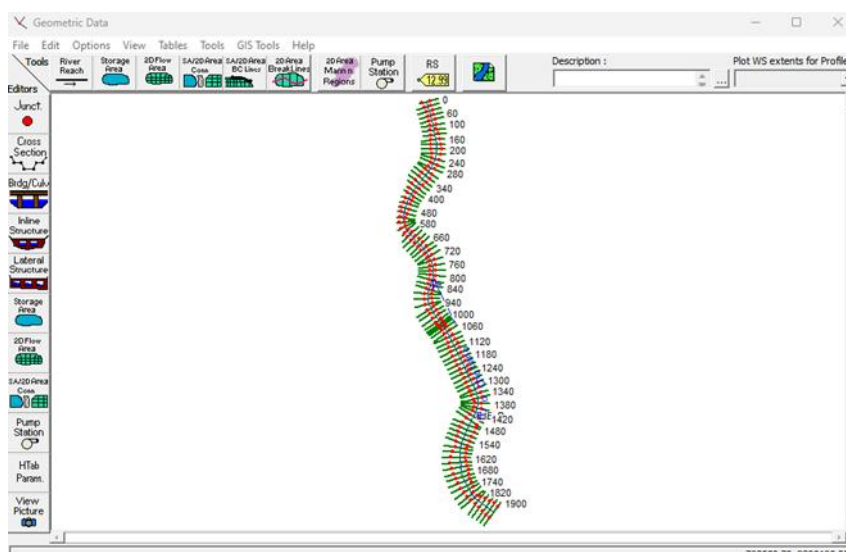 Geometric Data
File Edit Options View Tables Tools GIS Tools Help
Tools
Editors
River Reach
Storage Area
2D Flow Area
SA/2D Area Conn
SA/2D Area BC Lines
2D Area BreakLines
2D Area Mann n Regions
Pump Station
RS
12.99
Description :
...
Plot WS extents for Profile
Junct.
Cross Section
Brdg/Culv
Inline Structure
Lateral Structure
Storage Area
2D Flow Area
SA/2D Area Conn
Pump Station
HTab Param.
View Picture
0
60
100
160
200
240
280
340
400
480
580
660
720
760
800
840
940
1000
1060
1120
1180
1240
1300
1340
1380
1420
1480
1540
1620
1680
1740
1820
1900